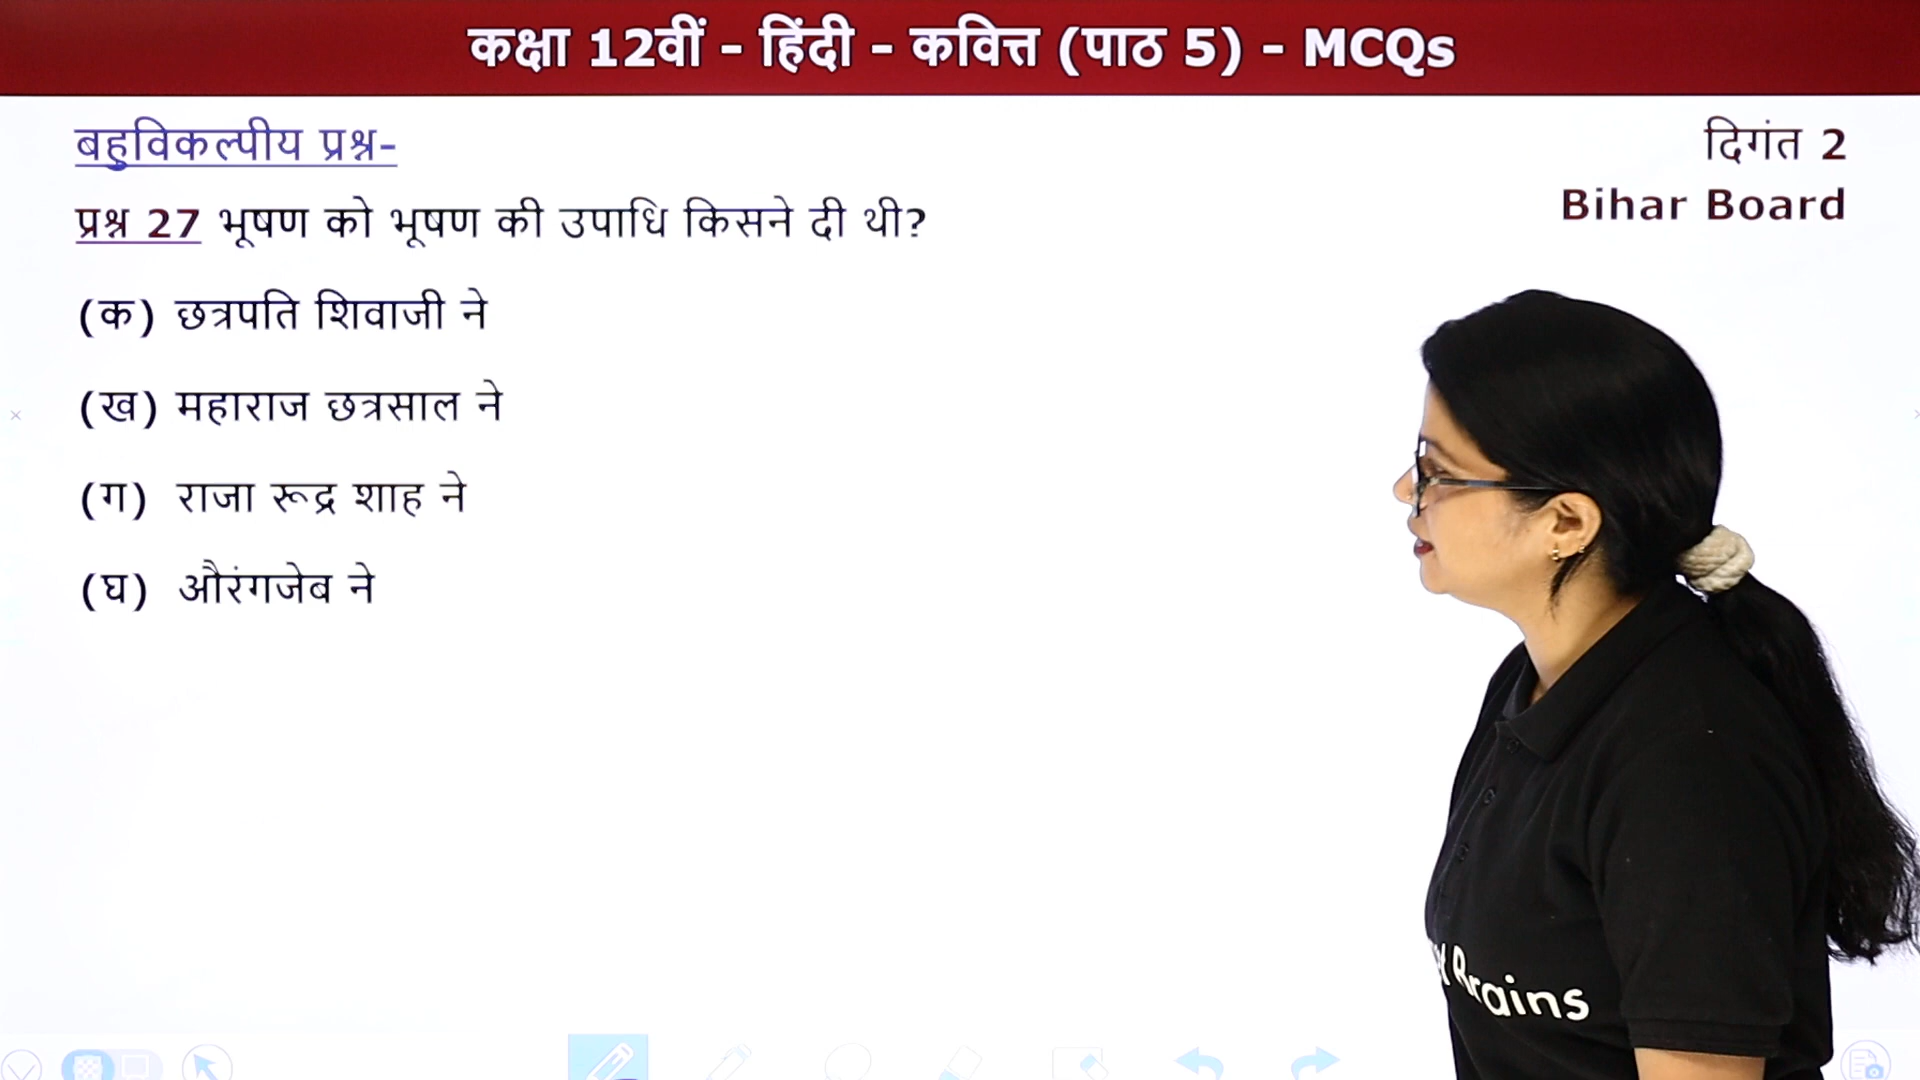 कक्षा 12वीं - हिंदी - कवित्त (पाठ 5) - MCQs
बहुविकल्पीय प्रश्न-
दिगंत 2
Bihar Board
प्रश्न 27 भूषण को भूषण की उपाधि किसने दी थी?
(क) छत्रपति शिवाजी ने
(ख) महाराज छत्रसाल ने
(ग) राजा रूद्र शाह ने
(घ) औरंगजेब ने